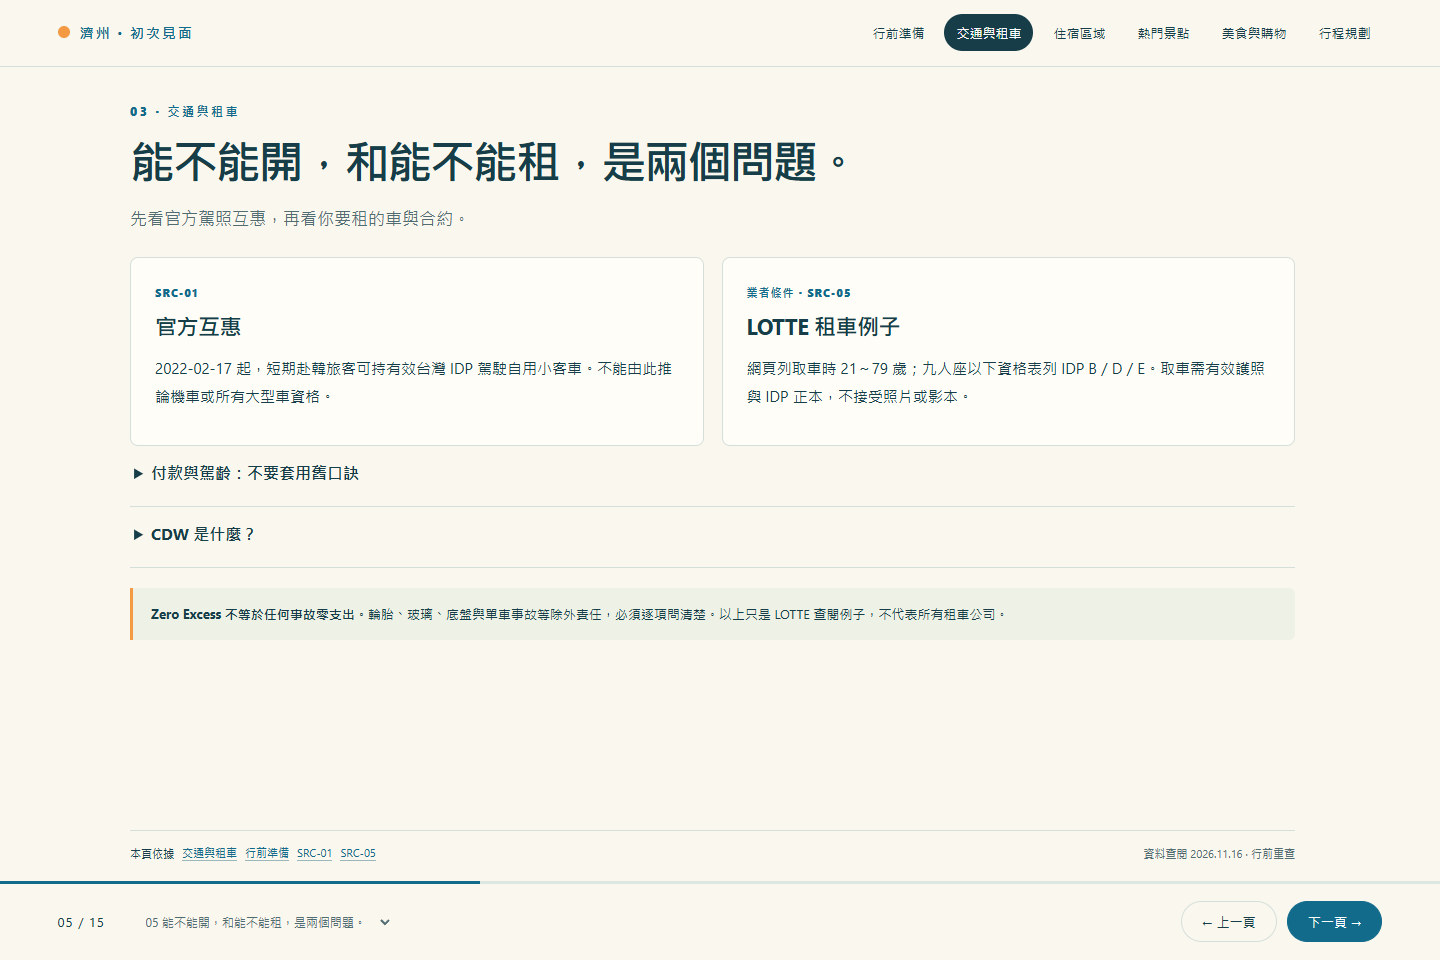 濟州・初次見面
行前準備 交通與租車 住宿區域 熱門景點 美食與購物 行程規劃
03・交通與租車
能不能開，和能不能租，是兩個問題。
先看官方駕照互惠，再看你要租的車與合約。
SRC-01
官方互惠
2022-02-17 起，短期赴韓旅客可持有效台灣 IDP 駕駛自用小客車。不能由此推
論機車或所有大型車資格。
業者條件・SRC-05
LOTTE 租車例子
網頁列取車時 21～79 歲；九人座以下資格表列 IDP B / D / E。取車需有效護照
與 IDP 正本，不接受照片或影本。
▶ 付款與駕齡：不要套用舊口訣
▶ CDW 是什麼？
Zero Excess 不等於任何事故零支出。輪胎、玻璃、底盤與單車事故等除外責任，必須逐項問清楚。以上只是 LOTTE 查閱例子，不代表所有租車公司。
本頁依據 交通與租車 行前準備 SRC-01 SRC-05
資料查閱 2026.11.16 · 行前重查
05 / 15
05 能不能開，和能不能租，是兩個問題。
← 上一頁
下一頁 →